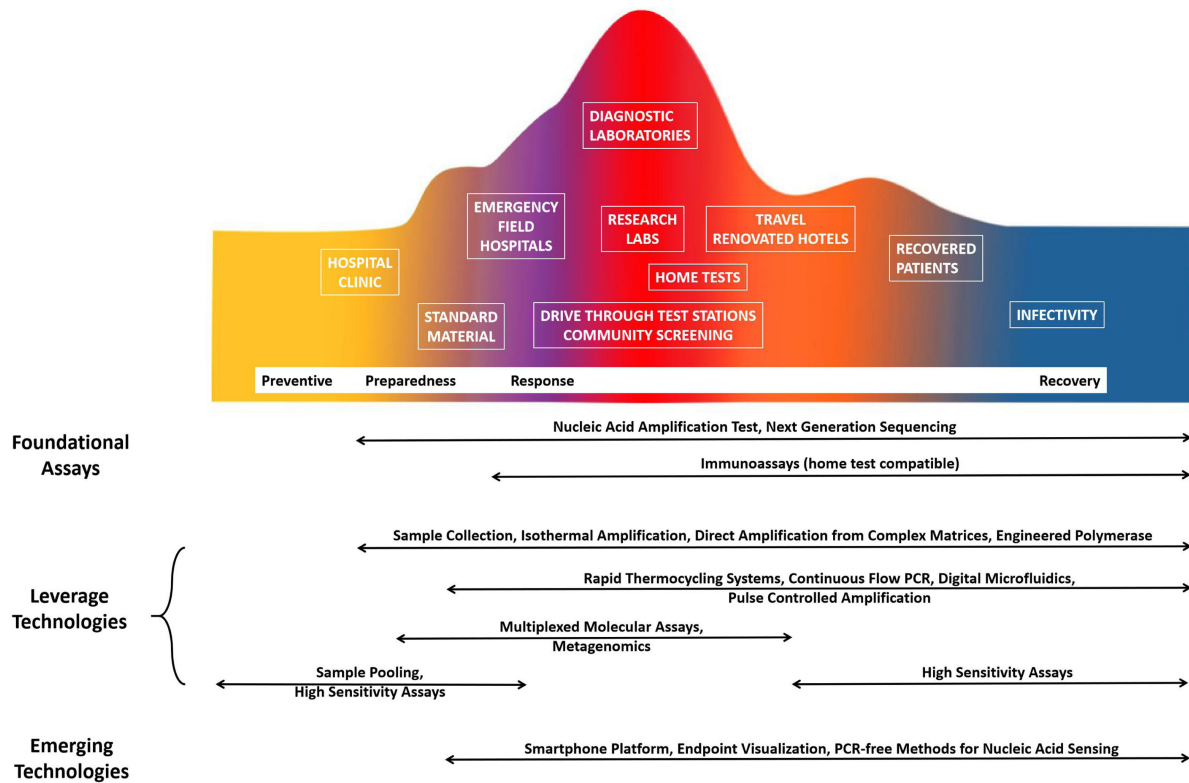 DIAGNOSTIC
LABORATORIES
EMERGENCY
FIELD
HOSPITALS
RESEARCH
LABS
TRAVEL
RENOVATED HOTELS
RECOVERED
PATIENTS
HOSPITAL
CLINIC
HOME TESTS
STANDARD
MATERIAL
DRIVE THROUGH TEST STATIONS
COMMUNITY SCREENING
INFECTIVITY
Preventive Preparedness Response Recovery
Foundational
Assays
Nucleic Acid Amplification Test, Next Generation Sequencing
Immunoassays (home test compatible)
Leverage
Technologies
Sample Collection, Isothermal Amplification, Direct Amplification from Complex Matrices, Engineered Polymerase
Rapid Thermocycling Systems, Continuous Flow PCR, Digital Microfluidics,
Pulse Controlled Amplification
Multiplexed Molecular Assays,
Metagenomics
Sample Pooling,
High Sensitivity Assays
High Sensitivity Assays
Emerging
Technologies
Smartphone Platform, Endpoint Visualization, PCR-free Methods for Nucleic Acid Sensing